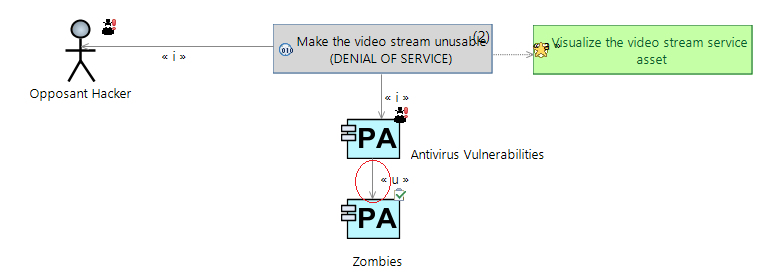 (2)
Make the video stream unusable
(DENIAL OF SERVICE)
« i »
Opposant Hacker
« a »
Visualize the video stream service
asset
« i »
PA
Antivirus Vulnerabilities
« u »
PA
Zombies